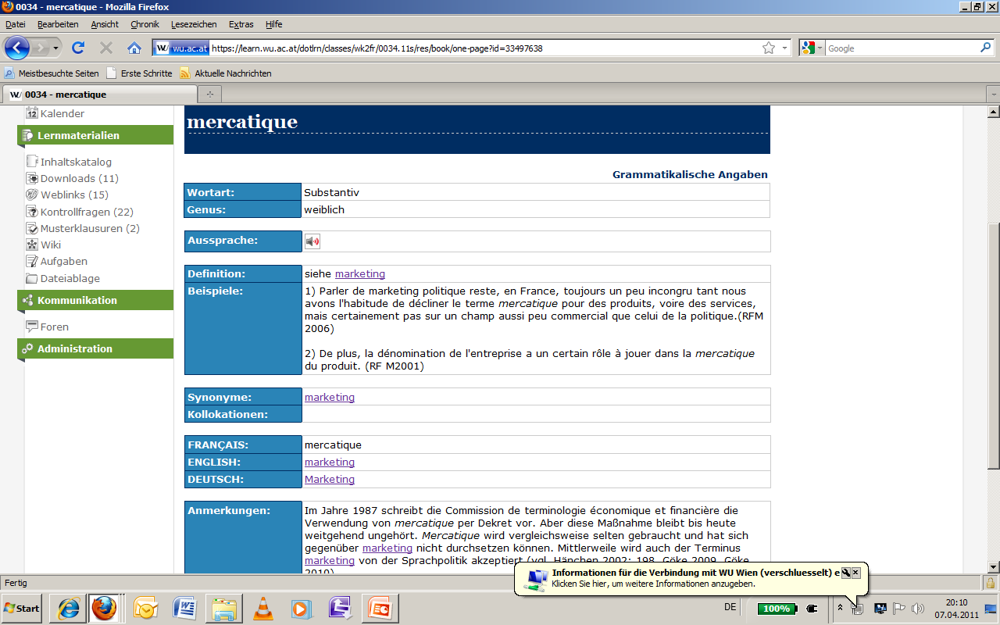 0034 - mercatique - Mozilla Firefox
Datei Bearbeiten Ansicht Chronik Lesezeichen Extras Hilfe
wu.ac.at https://learn.wu.ac.at/dotlrn/classes/wk2fr/0034.11s/res/book/one-page?id=33497638
Google
Meistbesuchte Seiten Erste Schritte Aktuelle Nachrichten
0034 - mercatique
Kalender
Lernmaterialien
Inhaltskatalog
Downloads (11)
Weblinks (15)
Kontrollfragen (22)
Musterklausuren (2)
Wiki
Aufgaben
Dateiablage
Kommunikation
Foren
Administration
mercatique
Grammatikalische Angaben
Wortart: Substantiv
Genus: weiblich
Aussprache:
Definition: siehe marketing
Beispiele: 1) Parler de marketing politique reste, en France, toujours un peu incongru tant nous
avons l'habitude de décliner le terme mercatique pour des produits, voire des services,
mais certainement pas sur un champ aussi peu commercial que celui de la politique.(RFM
2006)
2) De plus, la dénomination de l'entreprise a un certain rôle à jouer dans la mercatique
du produit. (RF M2001)
Synonyme: marketing
Kollokationen:
FRANÇAIS: mercatique
ENGLISH: marketing
DEUTSCH: Marketing
Anmerkungen: Im Jahre 1987 schreibt die Commission de terminologie économique et financière die
Verwendung von mercatique per Dekret vor. Aber diese Maßnahme bleibt bis heute
weitgehend ungehört. Mercatique wird vergleichsweise selten gebraucht und hat sich
gegenüber marketing nicht durchsetzen können. Mittlerweile wird auch der Terminus
marketing von der Sprachpolitik akzeptiert (vgl. Hänchen 2002: 198, Göke 2009, Göke
2010)
Informationen für die Verbindung mit WU Wien (verschluesselt) e
Klicken Sie hier, um weitere Informationen anzugeben.
Fertig
Start
DE
100%
20:10
07.04.2011